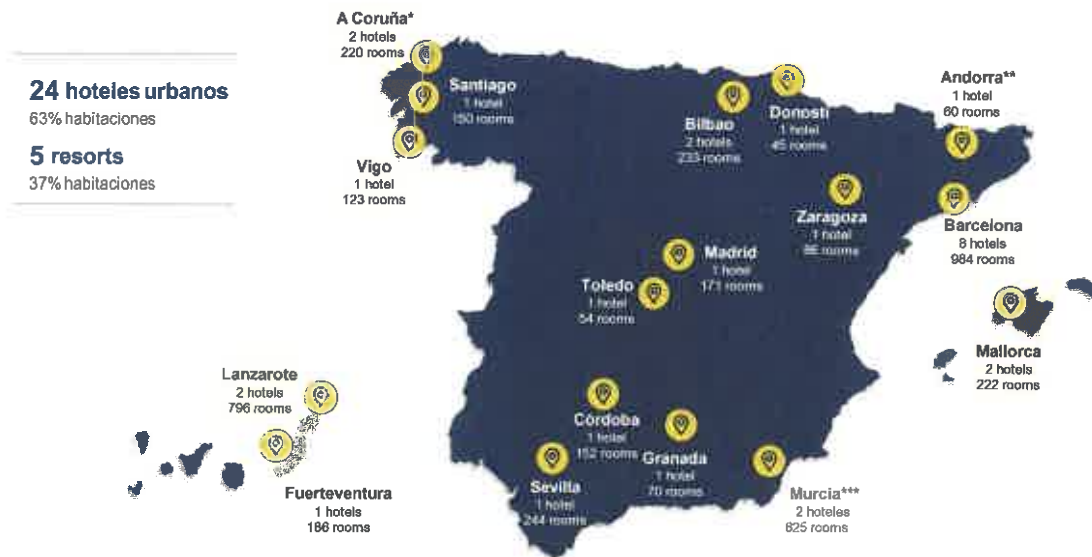 24 hoteles urbanos
63% habitaciones
5 resorts
37% habitaciones
A Coruña*
2 hotels
220 rooms
Santiago
1 hotel
150 rooms
Vigo
1 hotel
123 rooms
Bilbao
2 hotels
233 rooms
Donosti
1 hotel
45 rooms
Andorra**
1 hotel
60 rooms
Zaragoza
1 hotel
rooms
Barcelona
8 hotels
984 rooms
Madrid
1 hotel
171 rooms
Toledo
1 hotel
54 rooms
Mallorca
2 hotels
222 rooms
Lanzarote
2 hotels
796 rooms
Fuerteventura
1 hotels
186 rooms
Córdoba
1 hotel
152 rooms
Granada
1 hotel
70 rooms
Sevilla
1 hotel
244 rooms
Murcia***
2 hoteles
625 rooms